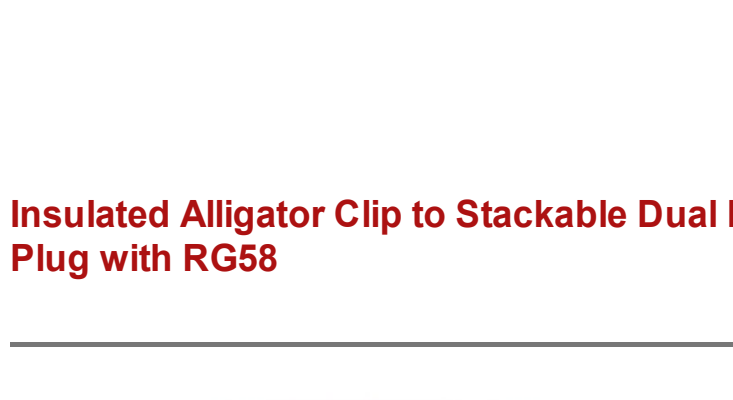 Insulated Alligator Clip to Stackable Dual
Plug with RG58